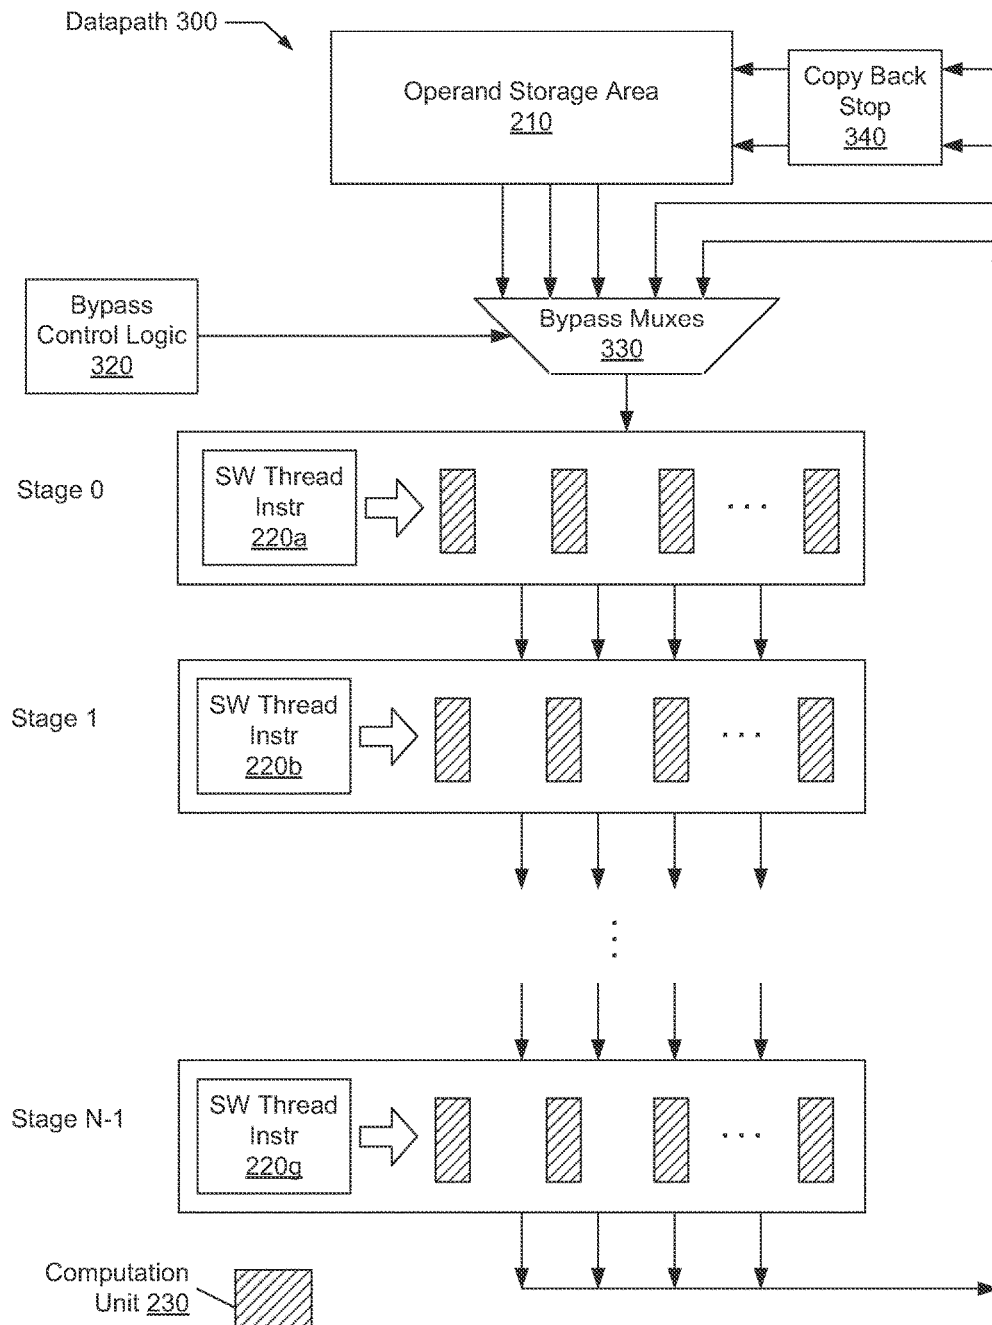 Datapath 300
Operand Storage Area
210
Copy Back
Stop
340
Bypass
Control Logic
320
Bypass Muxes
330
Stage 0
SW Thread
Instr
220a
. . .
Stage 1
SW Thread
Instr
220b
. . .
Stage N-1
SW Thread
Instr
220g
. . .
Computation
Unit 230